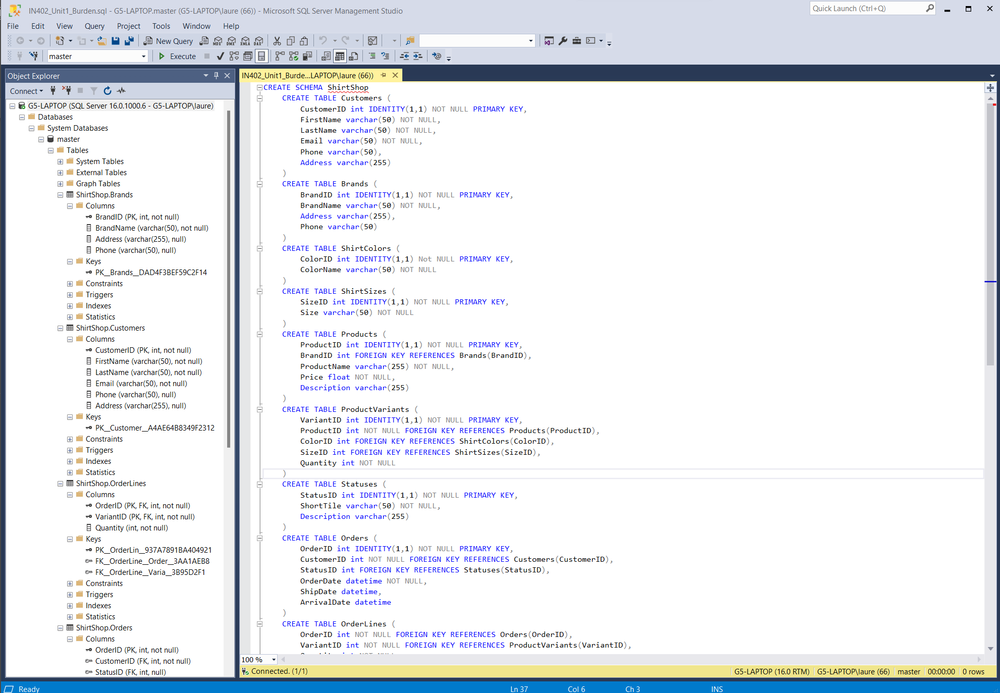 IN402_Unit1_Burden.sql - G5-LAPTOP.master (G5-LAPTOP\laure (66)) - Microsoft SQL Server Management Studio
Quick Launch (Ctrl+Q)
File Edit View Query Project Tools Window Help
New Query MDX DMX XMLA DAX
master Execute
Object Explorer
Connect
G5-LAPTOP (SQL Server 16.0.1000.6 - G5-LAPTOP\laure)
Databases
System Databases
master
Tables
System Tables
External Tables
Graph Tables
ShirtShop.Brands
Columns
BrandID (PK, int, not null)
BrandName (varchar(50), not null)
Address (varchar(255), null)
Phone (varchar(50), null)
Keys
PK__Brands__DAD4F3BEF59C2F14
Constraints
Triggers
Indexes
Statistics
ShirtShop.Customers
Columns
CustomerID (PK, int, not null)
FirstName (varchar(50), not null)
LastName (varchar(50), not null)
Email (varchar(50), not null)
Phone (varchar(50), null)
Address (varchar(255), null)
Keys
PK__Customer__A4AE64B8349F2312
Constraints
Triggers
Indexes
Statistics
ShirtShop.OrderLines
Columns
OrderID (PK, FK, int, not null)
VariantID (PK, FK, int, not null)
Quantity (int, not null)
Keys
PK__OrderLin__937A7891BA404921
FK__OrderLine__Order__3AA1AEB8
FK__OrderLine__Varia__3B95D2F1
Constraints
Triggers
Indexes
Statistics
ShirtShop.Orders
Columns
OrderID (PK, int, not null)
CustomerID (FK, int, not null)
StatusID (FK, int, null)
IN402_Unit1_Burde...LAPTOP\laure (66))
CREATE SCHEMA ShirtShop
CREATE TABLE Customers (
CustomerID int IDENTITY(1,1) NOT NULL PRIMARY KEY,
FirstName varchar(50) NOT NULL,
LastName varchar(50) NOT NULL,
Email varchar(50) NOT NULL,
Phone varchar(50),
Address varchar(255)
)
CREATE TABLE Brands (
BrandID int IDENTITY(1,1) NOT NULL PRIMARY KEY,
BrandName varchar(50) NOT NULL,
Address varchar(255),
Phone varchar(50)
)
CREATE TABLE ShirtColors (
ColorID int IDENTITY(1,1) Not NULL PRIMARY KEY,
ColorName varchar(50) NOT NULL
)
CREATE TABLE ShirtSizes (
SizeID int IDENTITY(1,1) NOT NULL PRIMARY KEY,
Size varchar(50) NOT NULL
)
CREATE TABLE Products (
ProductID int IDENTITY(1,1) NOT NULL PRIMARY KEY,
BrandID int FOREIGN KEY REFERENCES Brands(BrandID),
ProductName varchar(255) NOT NULL,
Price float NOT NULL,
Description varchar(255)
)
CREATE TABLE ProductVariants (
VariantID int IDENTITY(1,1) NOT NULL PRIMARY KEY,
ProductID int NOT NULL FOREIGN KEY REFERENCES Products(ProductID),
ColorID int FOREIGN KEY REFERENCES ShirtColors(ColorID),
SizeID int FOREIGN KEY REFERENCES ShirtSizes(SizeID),
Quantity int NOT NULL
)
CREATE TABLE Statuses (
StatusID int IDENTITY(1,1) NOT NULL PRIMARY KEY,
ShortTile varchar(50) NOT NULL,
Description varchar(255)
)
CREATE TABLE Orders (
OrderID int IDENTITY(1,1) NOT NULL PRIMARY KEY,
CustomerID int NOT NULL FOREIGN KEY REFERENCES Customers(CustomerID),
StatusID int FOREIGN KEY REFERENCES Statuses(StatusID),
OrderDate datetime NOT NULL,
ShipDate datetime,
ArrivalDate datetime
)
CREATE TABLE OrderLines (
OrderID int NOT NULL FOREIGN KEY REFERENCES Orders(OrderID),
VariantID int NOT NULL FOREIGN KEY REFERENCES ProductVariants(VariantID),
100 %
Connected. (1/1) G5-LAPTOP (16.0 RTM) G5-LAPTOP\laure (66) master 00:00:00 0 rows
Ready Ln 37 Col 6 Ch 3 INS